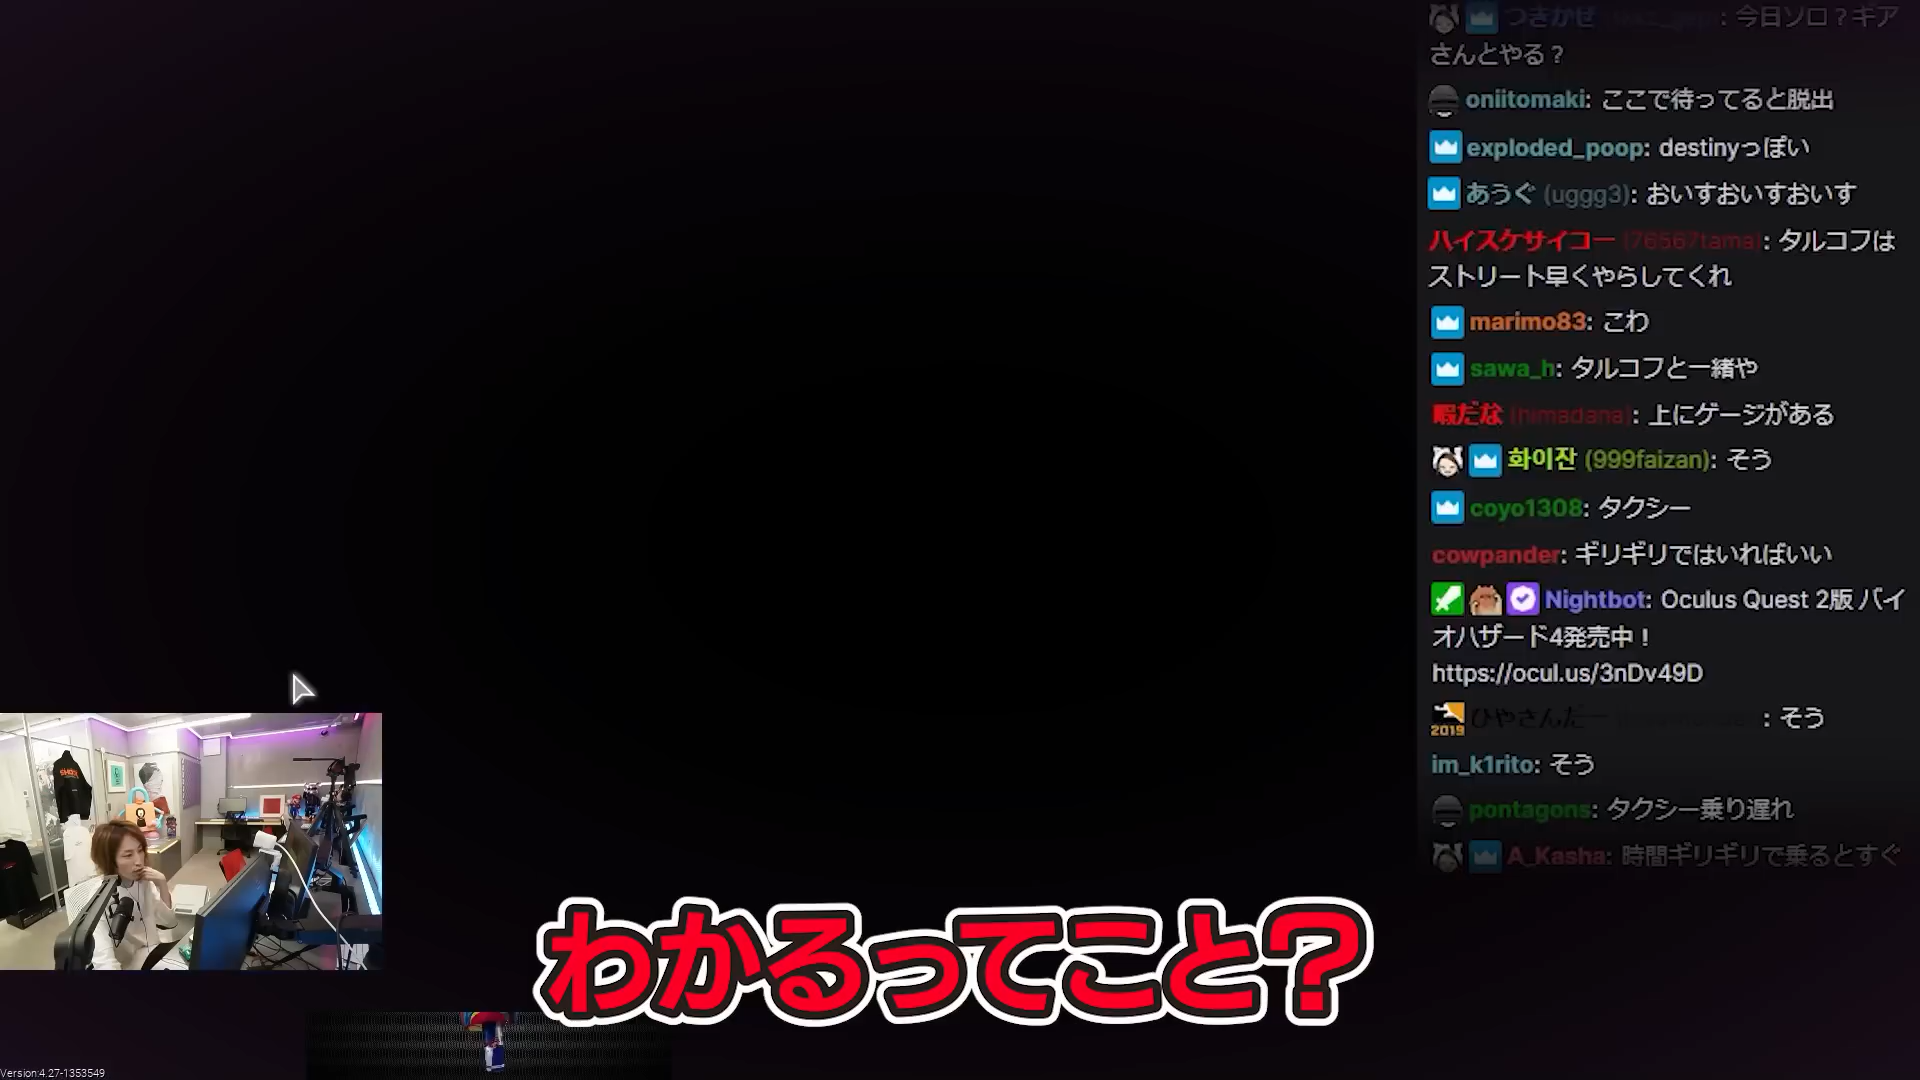 つきかぜ : 今日ソロ？ギア
さんとやる？
oniitomaki: ここで待ってると脱出
exploded_poop: destinyっぽい
あうぐ (uggg3): おいすおいすおいす
ハイスケサイコー (76567tama): タルコフは
ストリート早くやらしてくれ
marimo83: こわ
sawa_h: タルコフと一緒や
暇だな (himadana): 上にゲージがある
화이잔 (999faizan): そう
coyo1308: タクシー
cowpander: ギリギリではいればいい
Nightbot: Oculus Quest 2版 バイ
オハザード4発売中！
https://ocul.us/3nDv49D
2019 ひやさんだー : そう
im_k1rito: そう
pontagons: タクシー乗り遅れ
A_Kasha: 時間ギリギリで乗るとすぐ
わかるってこと？
Version:4.27-1353549